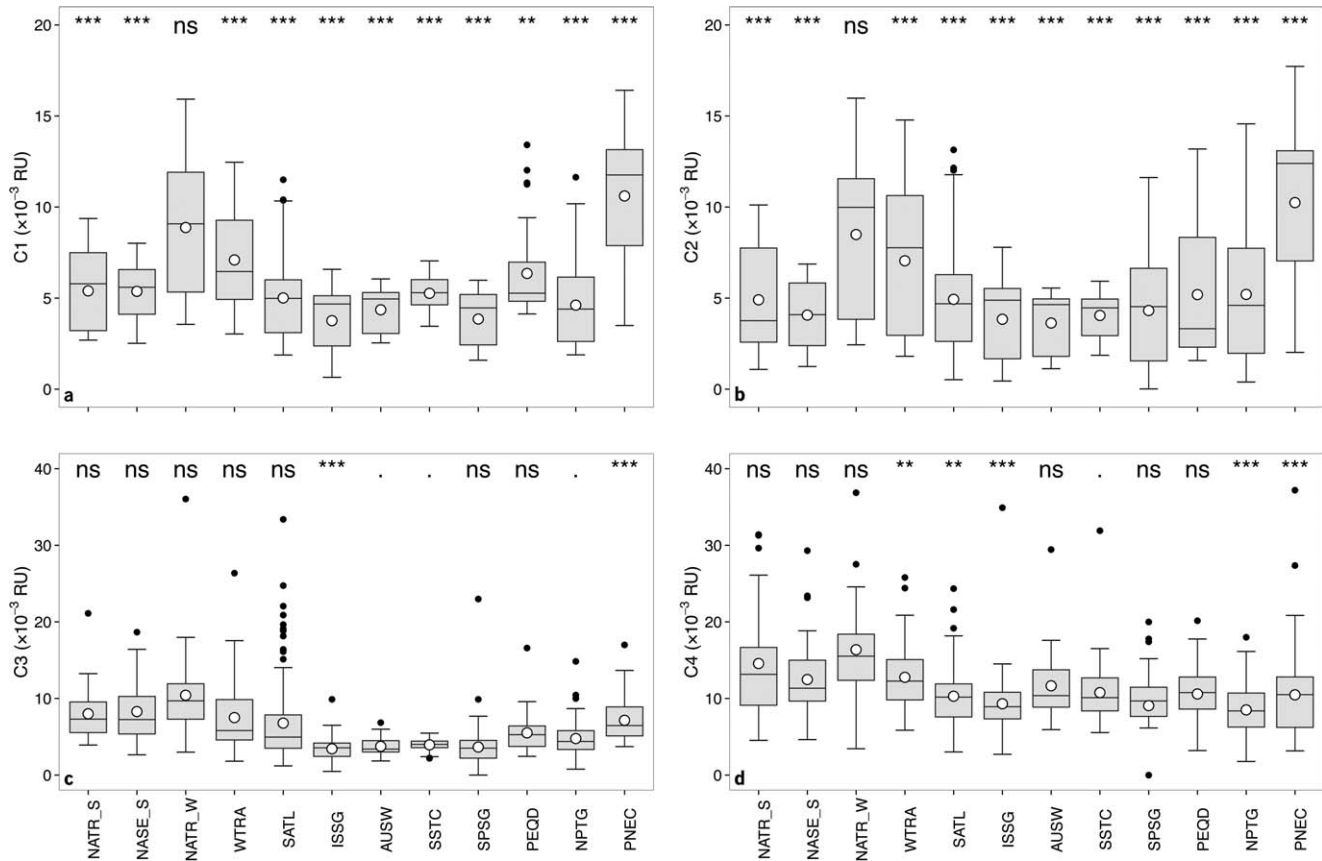 20
***
***
ns
***
***
***
***
***
***
**
***
***
15
10
5
0
C1 (×10⁻³ RU)
a
20
***
***
ns
***
***
***
***
***
***
***
***
***
15
10
5
0
C2 (×10⁻³ RU)
b
40
ns
ns
ns
ns
ns
***
.
.
ns
ns
.
***
30
20
10
0
C3 (×10⁻³ RU)
c
NATR_S
NASE_S
NATR_W
WTRA
SATL
ISSG
AUSW
SSTC
SPSG
PEQD
NPTG
PNEC
40
ns
ns
ns
**
**
***
ns
.
ns
ns
***
***
30
20
10
0
C4 (×10⁻³ RU)
d
NATR_S
NASE_S
NATR_W
WTRA
SATL
ISSG
AUSW
SSTC
SPSG
PEQD
NPTG
PNEC